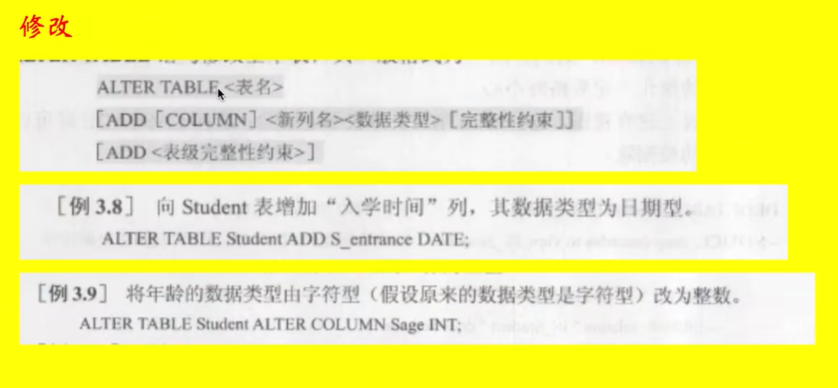 修改
ALTER TABLE <表名>
[ADD [COLUMN] <新列名><数据类型> [完整性约束]]
[ADD <表级完整性约束>]
[例 3.8] 向 Student 表增加“入学时间”列，其数据类型为日期型。
ALTER TABLE Student ADD S_entrance DATE;
[例 3.9] 将年龄的数据类型由字符型（假设原来的数据类型是字符型）改为整数。
ALTER TABLE Student ALTER COLUMN Sage INT;